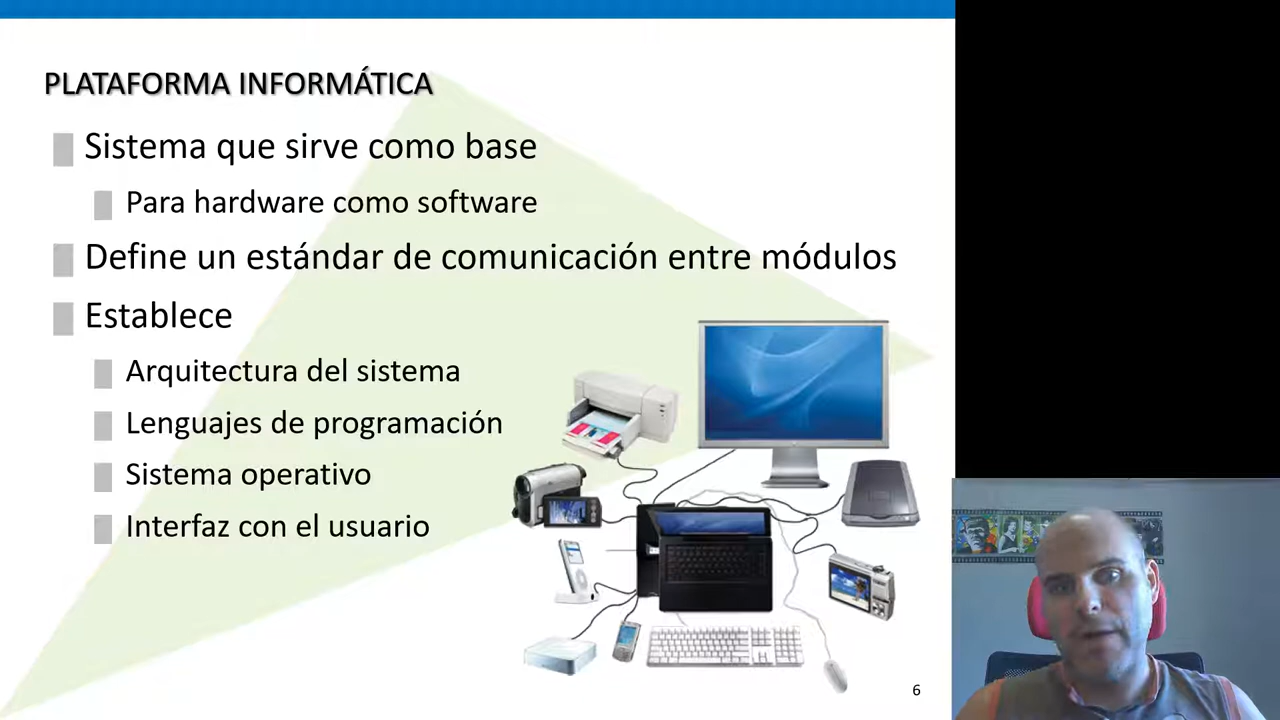 PLATAFORMA INFORMÁTICA
Sistema que sirve como base
Para hardware como software
Define un estándar de comunicación entre módulos
Establece
Arquitectura del sistema
Lenguajes de programación
Sistema operativo
Interfaz con el usuario
6